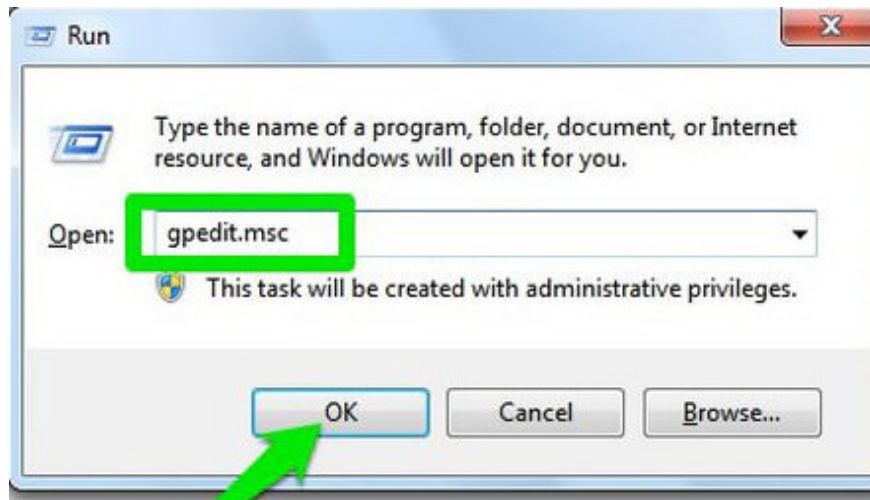 Run
Type the name of a program, folder, document, or Internet
resource, and Windows will open it for you.
Open: gpedit.msc
This task will be created with administrative privileges.
OK Cancel Browse...